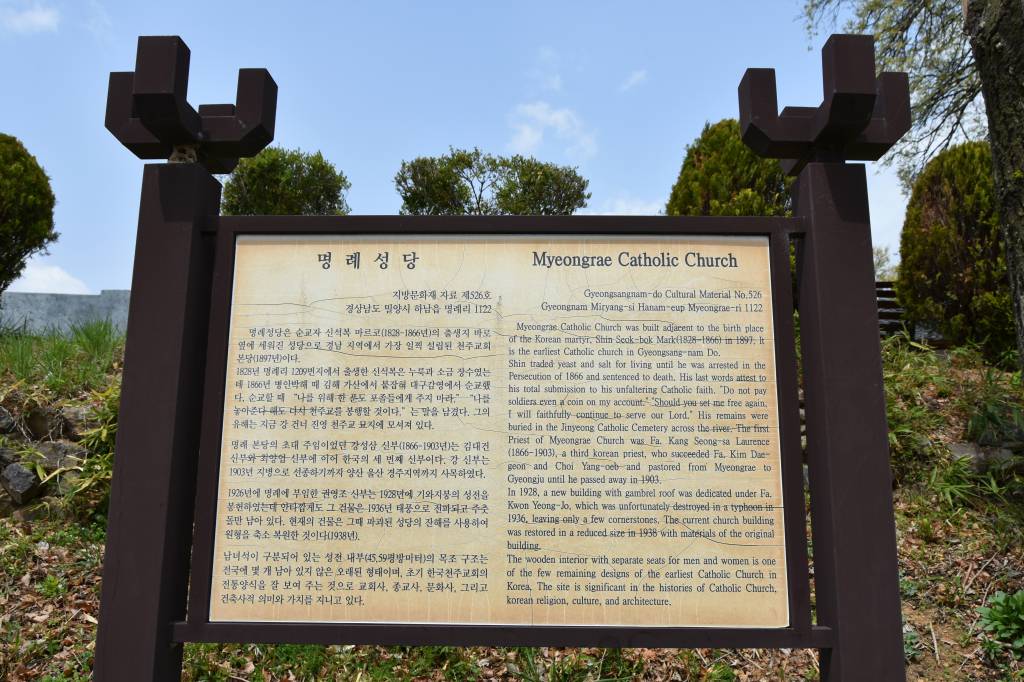 명례성당
지방문화재 자료 제526호
경상남도 밀양시 하남읍 명례리 1122
명례성당은 순교자 신석복 마르코(1828-1866년)의 출생지 바로
옆에 세워진 성당으로 경남 지역에서 가장 일찍 설립된 천주교회
본당(1897년)이다.
1828년 명례리 1209번지에서 출생한 신석복은 누룩과 소금 장수였는
데 1866년 병인박해 때 김해 가산에서 붙잡혀 대구감영에서 순교했
다. 순교할 때 “나를 위해 한 푼도 포졸들에게 주지 마라.” “나를
놓아준다 해도 다시 천주교를 봉행할 것이다.” 는 말을 남겼다. 그의
유해는 지금 강 건너 진영 천주교 묘지에 모셔져 있다.
명례 본당의 초대 주임이었던 강성삼 신부(1866-1903년)는 김대건
신부와 최양업 신부에 이어 한국의 세 번째 신부이다. 강 신부는
1903년 지병으로 선종하기까지 양산 울산 경주지역까지 사목하였다.
1926년에 명례에 부임한 권영조 신부는 1928년에 기와지붕의 성전을
봉헌하였는데 안타깝게도 그 건물은 1936년 태풍으로 전파되고 주춧
돌만 남아 있다. 현재의 건물은 그때 파괴된 성당의 잔해를 사용하여
원형을 축소 복원한 것이다(1938년).
남녀석이 구분되어 있는 성전 내부(45.59평방미터)의 목조 구조는
전국에 몇 개 남아 있지 않은 오래된 형태이며, 초기 한국천주교회의
전통양식을 잘 보여 주는 것으로 교회사, 종교사, 문화사, 그리고
건축사적 의미와 가치를 지니고 있다.
Myeongrae Catholic Church
Gyeongsangnam-do Cultural Material No.526
Gyeongnam Miryang-si Hanam-eup Myeongrae-ri 1122
Myeongrae Catholic Church was built adjacent to the birth place
of the Korean martyr, Shin Seok-bok Mark(1828-1866) in 1897. It
is the earliest Catholic church in Gyeongsang-nam Do.
Shin traded yeast and salt for living until he was arrested in the
Persecution of 1866 and sentenced to death. His last words attest to
his total submission to his unfaltering Catholic faith. "Do not pay
soldiers even a coin on my account." "Should you set me free again,
I will faithfully continue to serve our Lord." His remains were
buried in the Jinyeong Catholic Cemetery across the river. The first
Priest of Myeongrae Church was Fa. Kang Seong-sa Laurence
(1866-1903), a third korean priest, who succeeded Fa. Kim Dae-
geon and Choi Yang-oeb and pastored from Myeongrae to
Gyeongju until he passed away in 1903.
In 1928, a new building with gambrel roof was dedicated under Fa.
Kwon Yeong-Jo, which was unfortunately destroyed in a typhoon in
1936, leaving only a few cornerstones. The current church building
was restored in a reduced size in 1938 with materials of the original
building.
The wooden interior with separate seats for men and women is one
of the few remaining designs of the earliest Catholic Church in
Korea. The site is significant in the histories of Catholic Church,
korean religion, culture, and architecture.